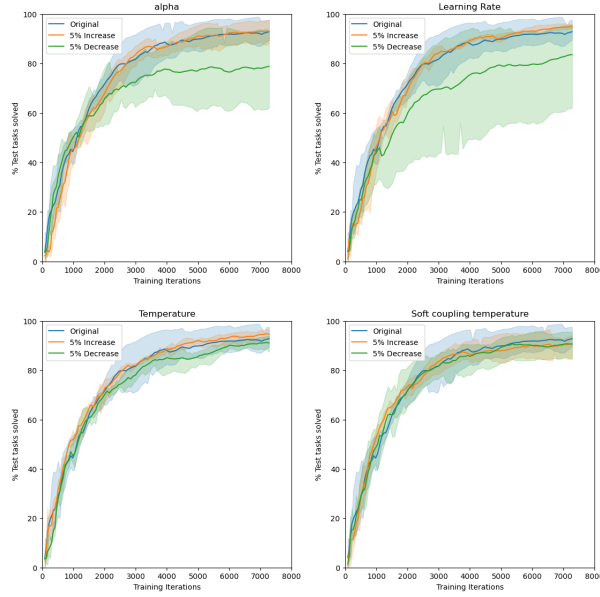 alpha
Original
5% Increase
5% Decrease
% Test tasks solved
100
80
60
40
20
0
0 1000 2000 3000 4000 5000 6000 7000 8000
Training Iterations
Learning Rate
Original
5% Increase
5% Decrease
% Test tasks solved
100
80
60
40
20
0
0 1000 2000 3000 4000 5000 6000 7000 8000
Training Iterations
Temperature
Original
5% Increase
5% Decrease
% Test tasks solved
100
80
60
40
20
0
0 1000 2000 3000 4000 5000 6000 7000 8000
Training Iterations
Soft coupling temperature
Original
5% Increase
5% Decrease
% Test tasks solved
100
80
60
40
20
0
0 1000 2000 3000 4000 5000 6000 7000 8000
Training Iterations